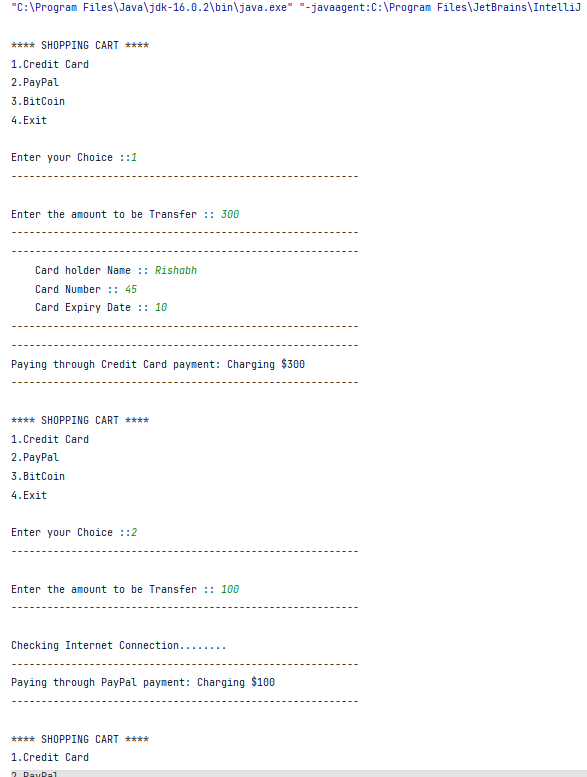 "C:\Program Files\Java\jdk-16.0.2\bin\java.exe" "-javaagent:C:\Program Files\JetBrains\IntelliJ
**** SHOPPING CART ****
1.Credit Card
2.PayPal
3.BitCoin
4.Exit
Enter your Choice ::1
----------------------------------------------------------
Enter the amount to be Transfer :: 300
----------------------------------------------------------
----------------------------------------------------------
Card holder Name :: Rishabh
Card Number :: 45
Card Expiry Date :: 10
----------------------------------------------------------
----------------------------------------------------------
Paying through Credit Card payment: Charging $300
----------------------------------------------------------
**** SHOPPING CART ****
1.Credit Card
2.PayPal
3.BitCoin
4.Exit
Enter your Choice ::2
----------------------------------------------------------
Enter the amount to be Transfer :: 100
----------------------------------------------------------
Checking Internet Connection........
----------------------------------------------------------
Paying through PayPal payment: Charging $100
----------------------------------------------------------
**** SHOPPING CART ****
1.Credit Card
2.PayPal